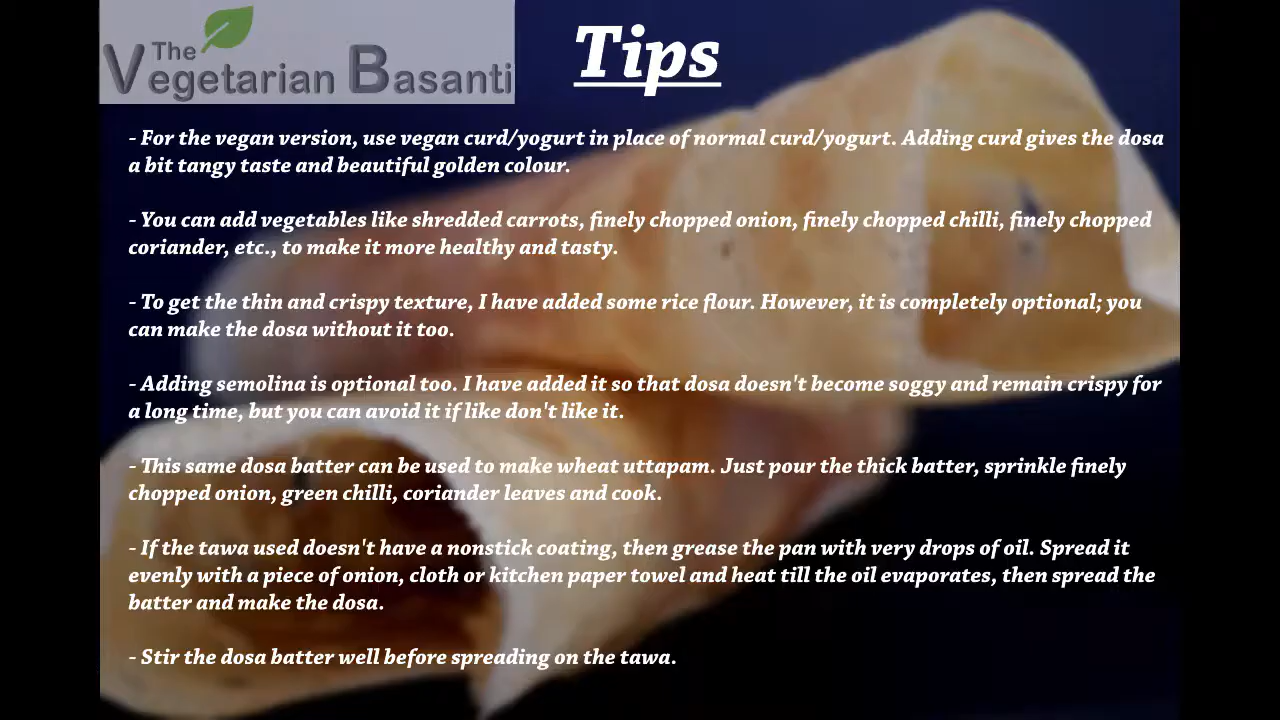 The
Vegetarian Basanti
Tips
- For the vegan version, use vegan curd/yogurt in place of normal curd/yogurt. Adding curd gives the dosa
a bit tangy taste and beautiful golden colour.
- You can add vegetables like shredded carrots, finely chopped onion, finely chopped chilli, finely chopped
coriander, etc., to make it more healthy and tasty.
- To get the thin and crispy texture, I have added some rice flour. However, it is completely optional; you
can make the dosa without it too.
- Adding semolina is optional too. I have added it so that dosa doesn't become soggy and remain crispy for
a long time, but you can avoid it if like don't like it.
- This same dosa batter can be used to make wheat uttapam. Just pour the thick batter, sprinkle finely
chopped onion, green chilli, coriander leaves and cook.
- If the tawa used doesn't have a nonstick coating, then grease the pan with very drops of oil. Spread it
evenly with a piece of onion, cloth or kitchen paper towel and heat till the oil evaporates, then spread the
batter and make the dosa.
- Stir the dosa batter well before spreading on the tawa.